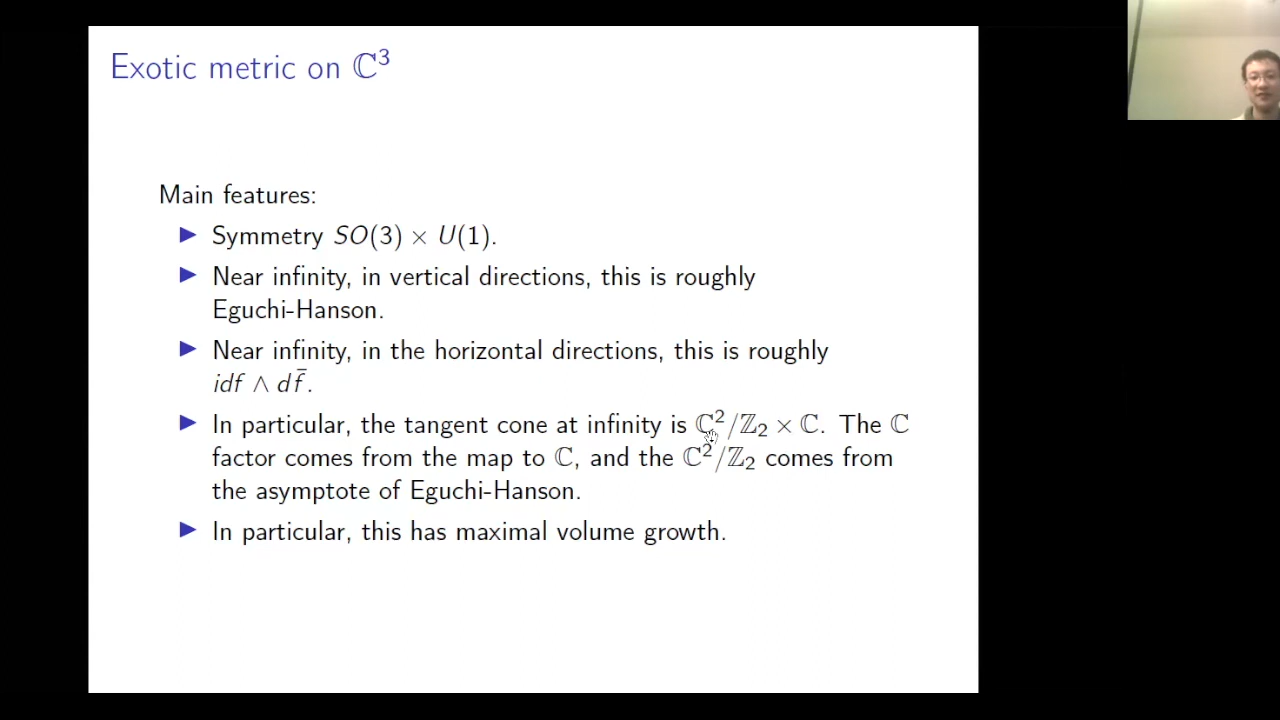 Exotic metric on ℂ³
Main features:
▶ Symmetry SO(3) × U(1).
▶ Near infinity, in vertical directions, this is roughly
Eguchi-Hanson.
▶ Near infinity, in the horizontal directions, this is roughly
idf ∧ df̄.
▶ In particular, the tangent cone at infinity is ℂ²/ℤ₂ × ℂ. The ℂ
factor comes from the map to ℂ, and the ℂ²/ℤ₂ comes from
the asymptote of Eguchi-Hanson.
▶ In particular, this has maximal volume growth.